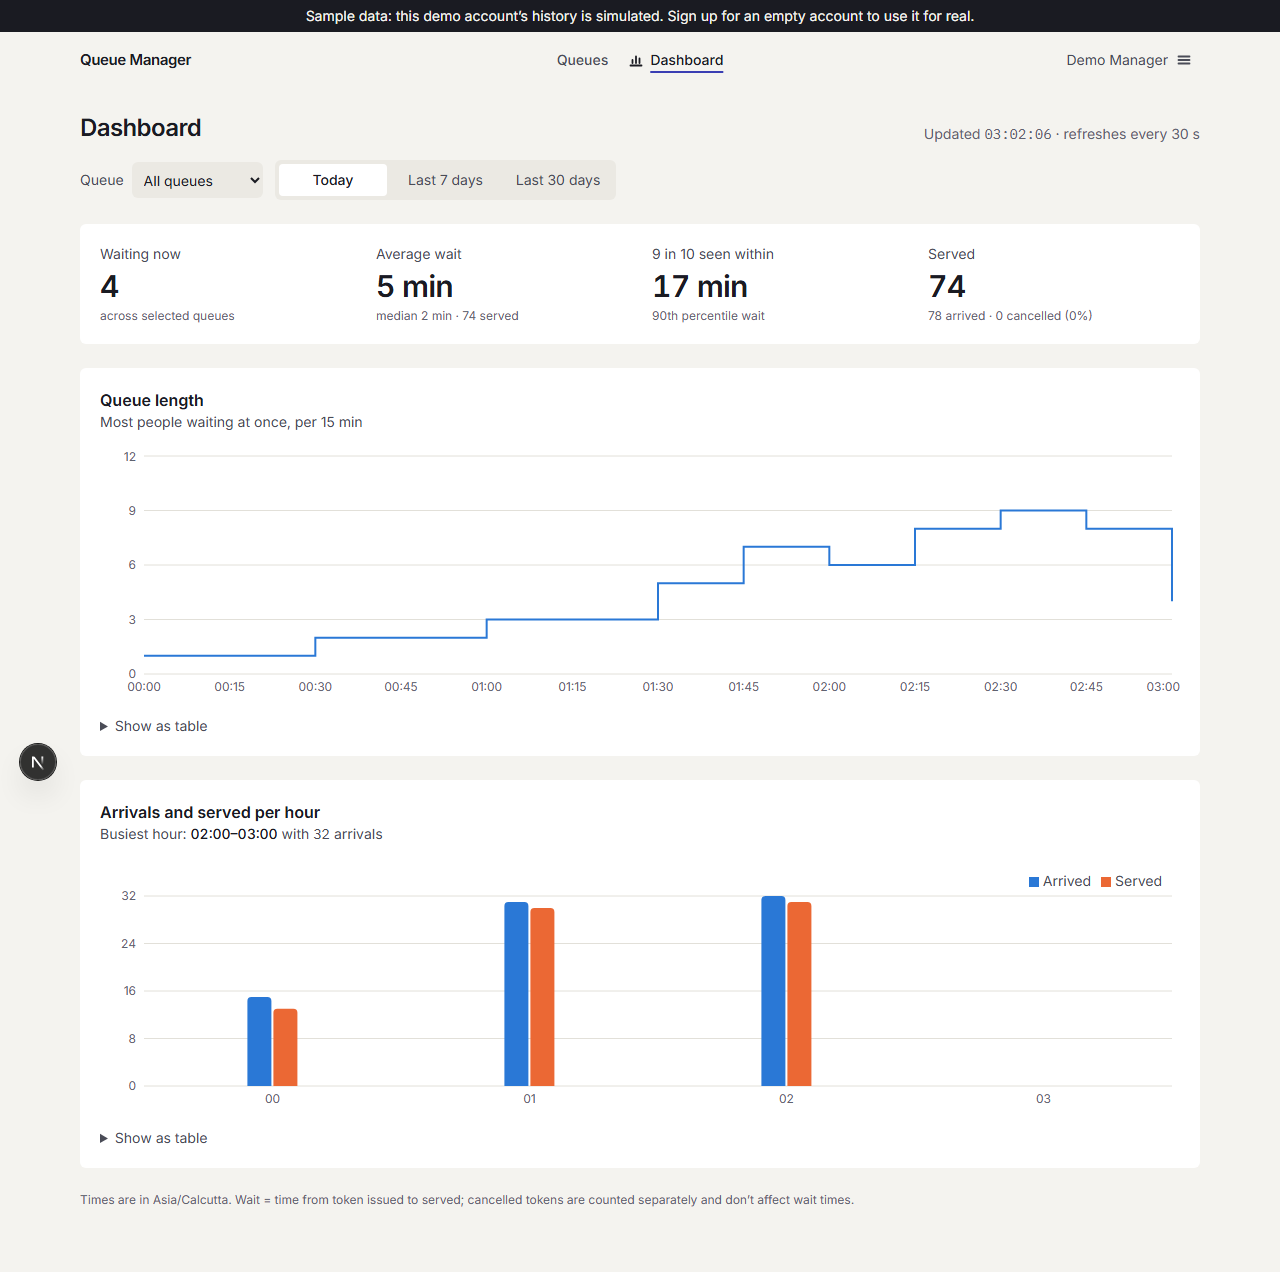 Sample data: this demo account’s history is simulated. Sign up for an empty account to use it for real.
Queue Manager
Queues
Dashboard
Demo Manager
Dashboard
Updated 03:02:06 · refreshes every 30 s
Queue
All queues
Today
Last 7 days
Last 30 days
Waiting now
4
across selected queues
Average wait
5 min
median 2 min · 74 served
9 in 10 seen within
17 min
90th percentile wait
Served
74
78 arrived · 0 cancelled (0%)
Queue length
Most people waiting at once, per 15 min
12
9
6
3
0
00:00 00:15 00:30 00:45 01:00 01:15 01:30 01:45 02:00 02:15 02:30 02:45 03:00
Show as table
N
Arrivals and served per hour
Busiest hour: 02:00–03:00 with 32 arrivals
Arrived Served
32
24
16
8
0
00 01 02 03
Show as table
Times are in Asia/Calcutta. Wait = time from token issued to served; cancelled tokens are counted separately and don’t affect wait times.